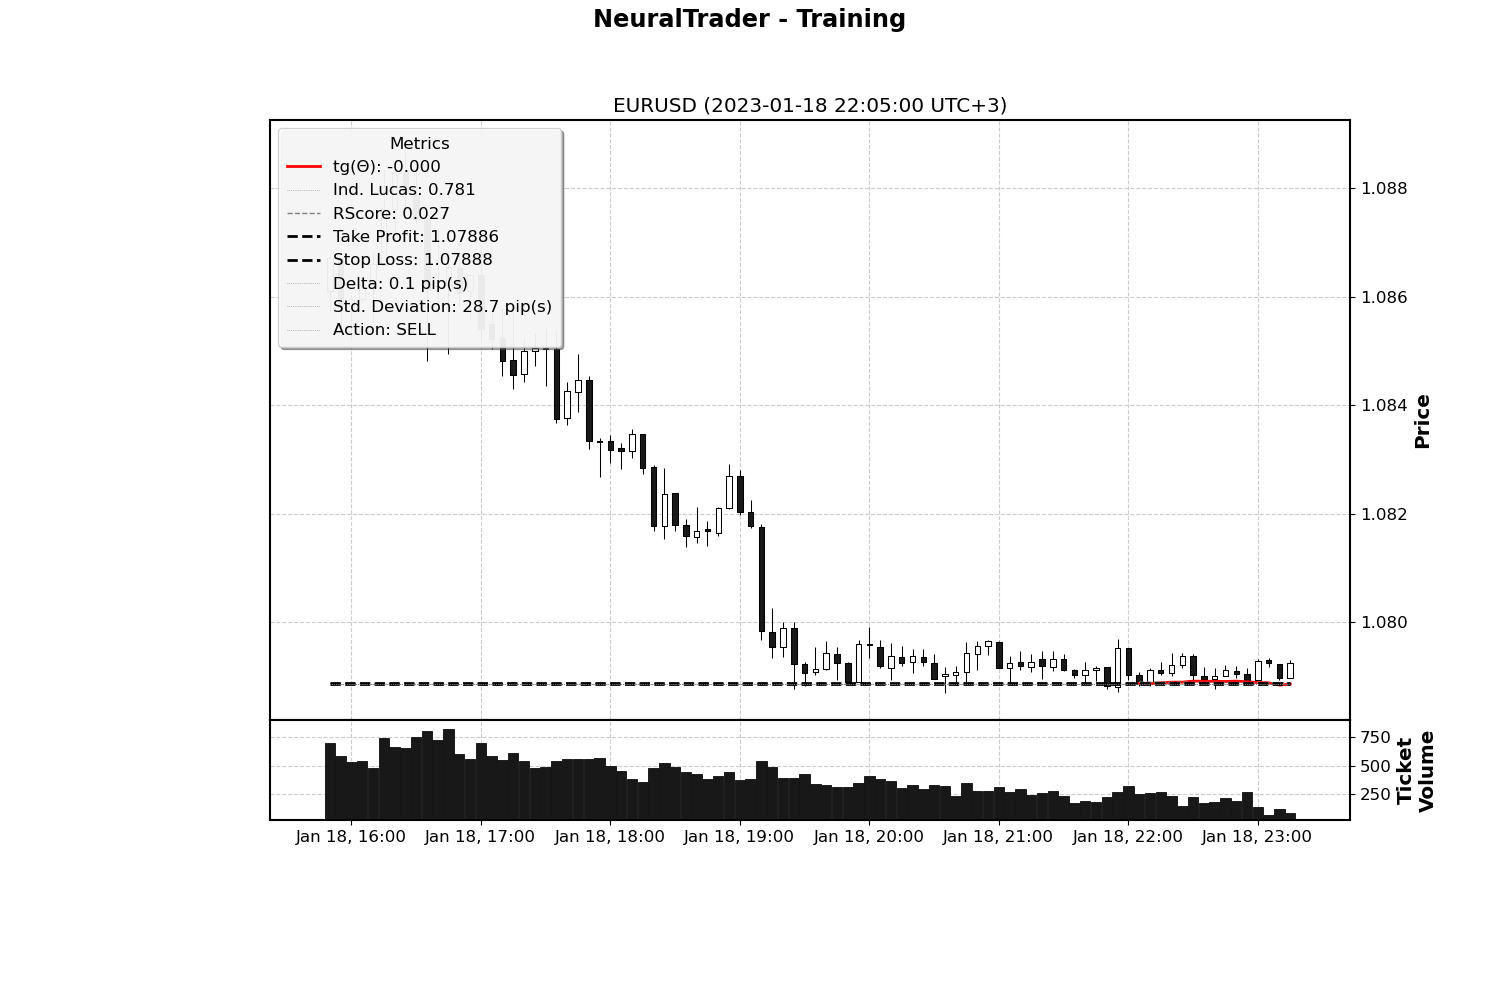 NeuralTrader - Training
EURUSD (2023-01-18 22:05:00 UTC+3)
Metrics
tg(Θ): -0.000
Ind. Lucas: 0.781
RScore: 0.027
Take Profit: 1.07886
Stop Loss: 1.07888
Delta: 0.1 pip(s)
Std. Deviation: 28.7 pip(s)
Action: SELL
1.088
1.086
1.084
1.082
1.080
Price
750
500
250
Ticket
Volume
Jan 18, 16:00
Jan 18, 17:00
Jan 18, 18:00
Jan 18, 19:00
Jan 18, 20:00
Jan 18, 21:00
Jan 18, 22:00
Jan 18, 23:00